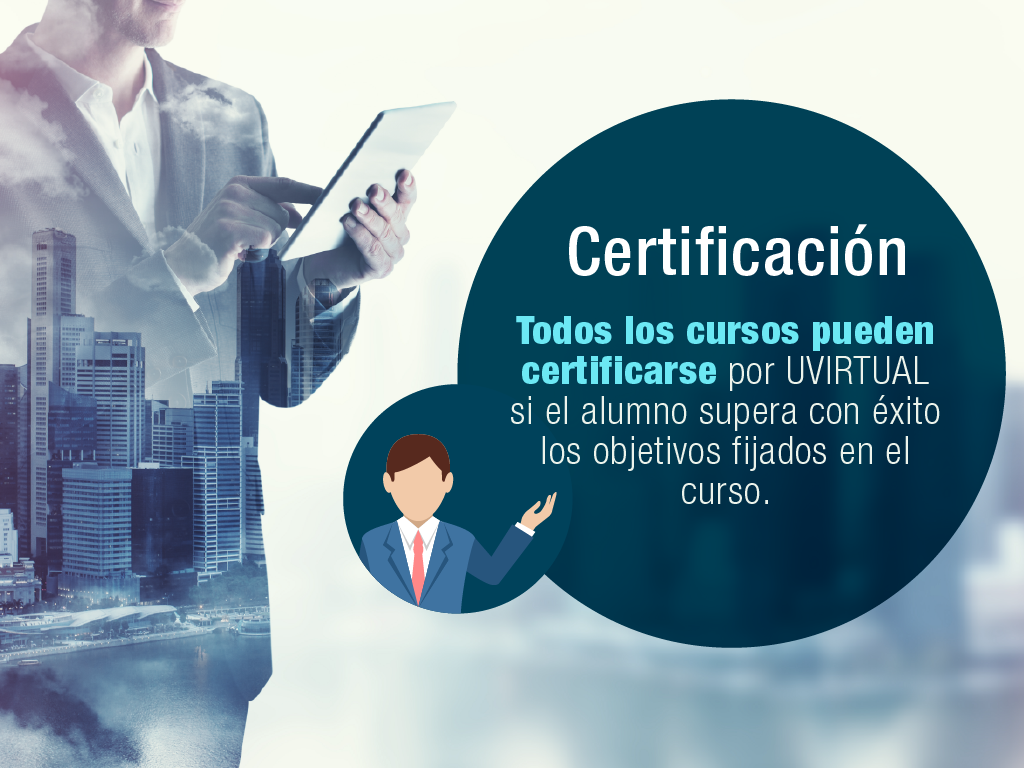 Certificación
Todos los cursos pueden
certificarse por UVIRTUAL
si el alumno supera con éxito
los objetivos fijados en el
curso.